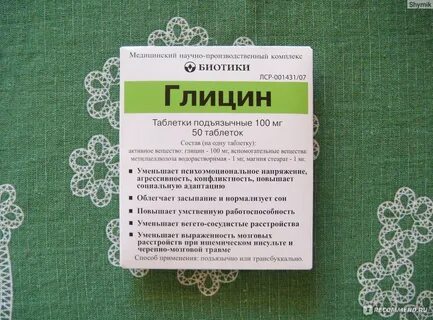 Shymik
Медицинский научно-производственный комплекс
БИОТИКИ
ЛСР-001431/07
Глицин
Таблетки подъязычные 100 мг
50 таблеток
Состав (на одну таблетку):
активное вещество: глицин - 100 мг, вспомогательные вещества:
метилцеллюлоза водорастворимая - 1 мг, магния стеарат - 1 мг.
Уменьшает психоэмоциональное напряжение,
агрессивность, конфликтность, повышает
социальную адаптацию
Облегчает засыпание и нормализует сон
Повышает умственную работоспособность
Уменьшает вегето-сосудистые расстройства
Уменьшает выраженность мозговых
расстройств при ишемическом инсульте и
черепно-мозговой травме
Способ применения: подъязычно или трансбуккально.
RECOMMEND.RU